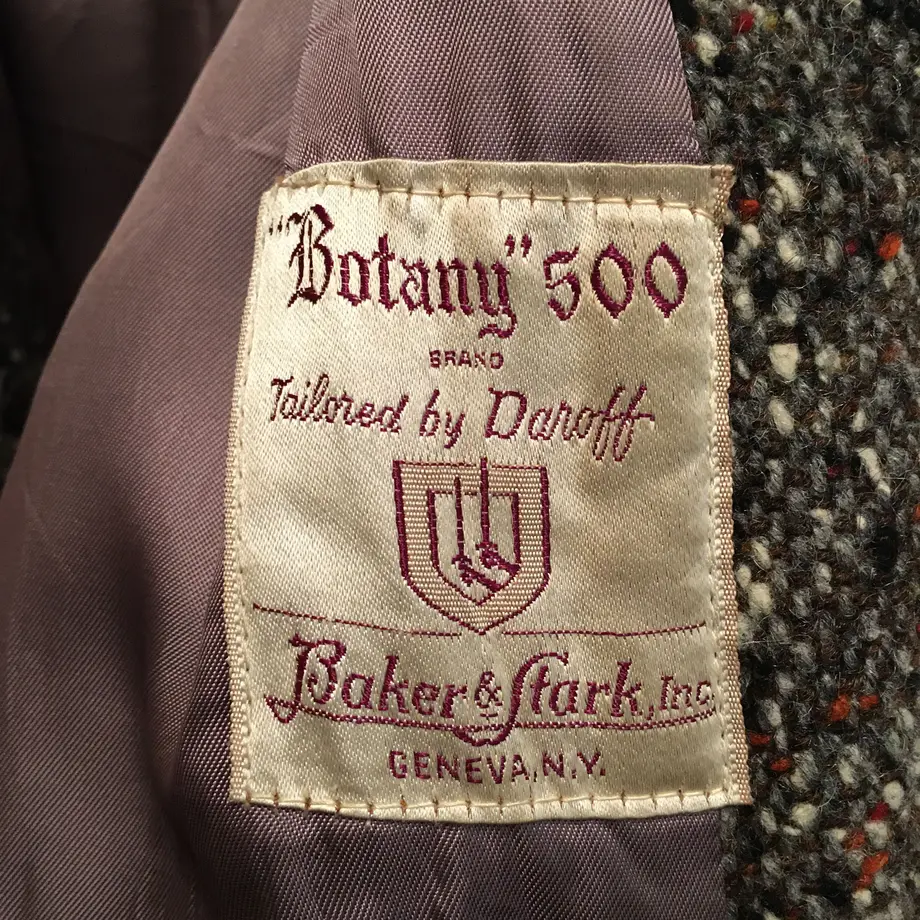 "Botany" 500
BRAND
Tailored by Daroff
Baker & Stark, Inc.
GENEVA, N.Y.